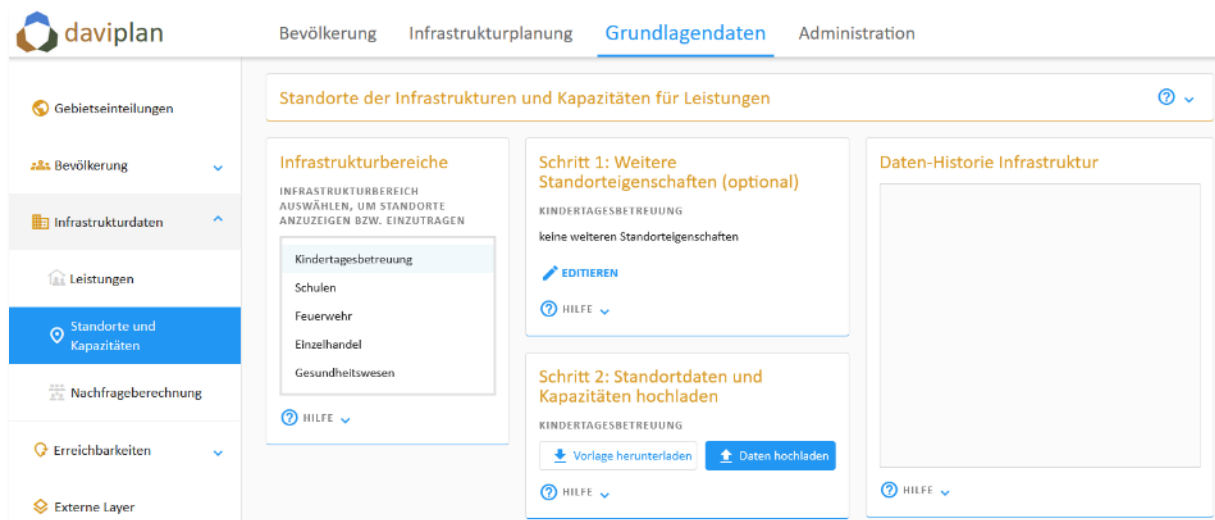 daviplan
Bevölkerung
Infrastrukturplanung
Grundlagendaten
Administration
Gebietseinteilungen
Bevölkerung
Infrastrukturdaten
Leistungen
Standorte und
Kapazitäten
Nachfrageberechnung
Erreichbarkeiten
Externe Layer
Standorte der Infrastrukturen und Kapazitäten für Leistungen
Infrastrukturbereiche
INFRASTRUKTURBEREICH
AUSWÄHLEN, UM STANDORTE
ANZUZEIGEN BZW. EINZUTRAGEN
Kindertagesbetreuung
Schulen
Feuerwehr
Einzelhandel
Gesundheitswesen
HILFE
Schritt 1: Weitere
Standorteigenschaften (optional)
KINDERTAGESBETREUUNG
keine weiteren Standorteigenschaften
EDITIEREN
HILFE
Schritt 2: Standortdaten und
Kapazitäten hochladen
KINDERTAGESBETREUUNG
Vorlage herunterladen
Daten hochladen
HILFE
Daten-Historie Infrastruktur
HILFE